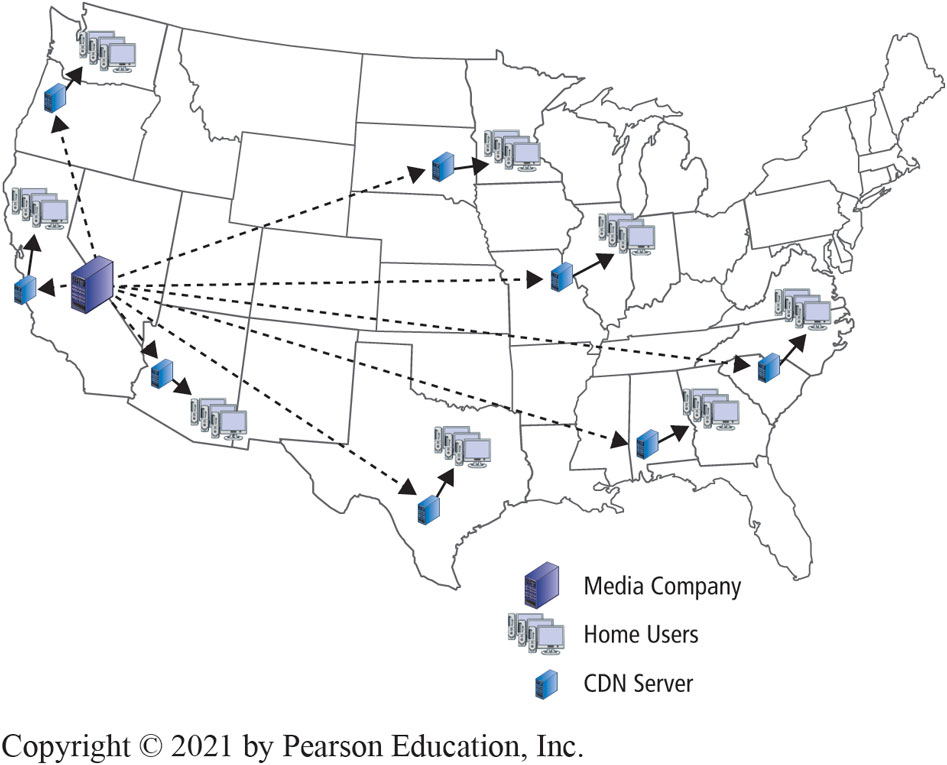 Media Company
Home Users
CDN Server
Copyright © 2021 by Pearson Education, Inc.